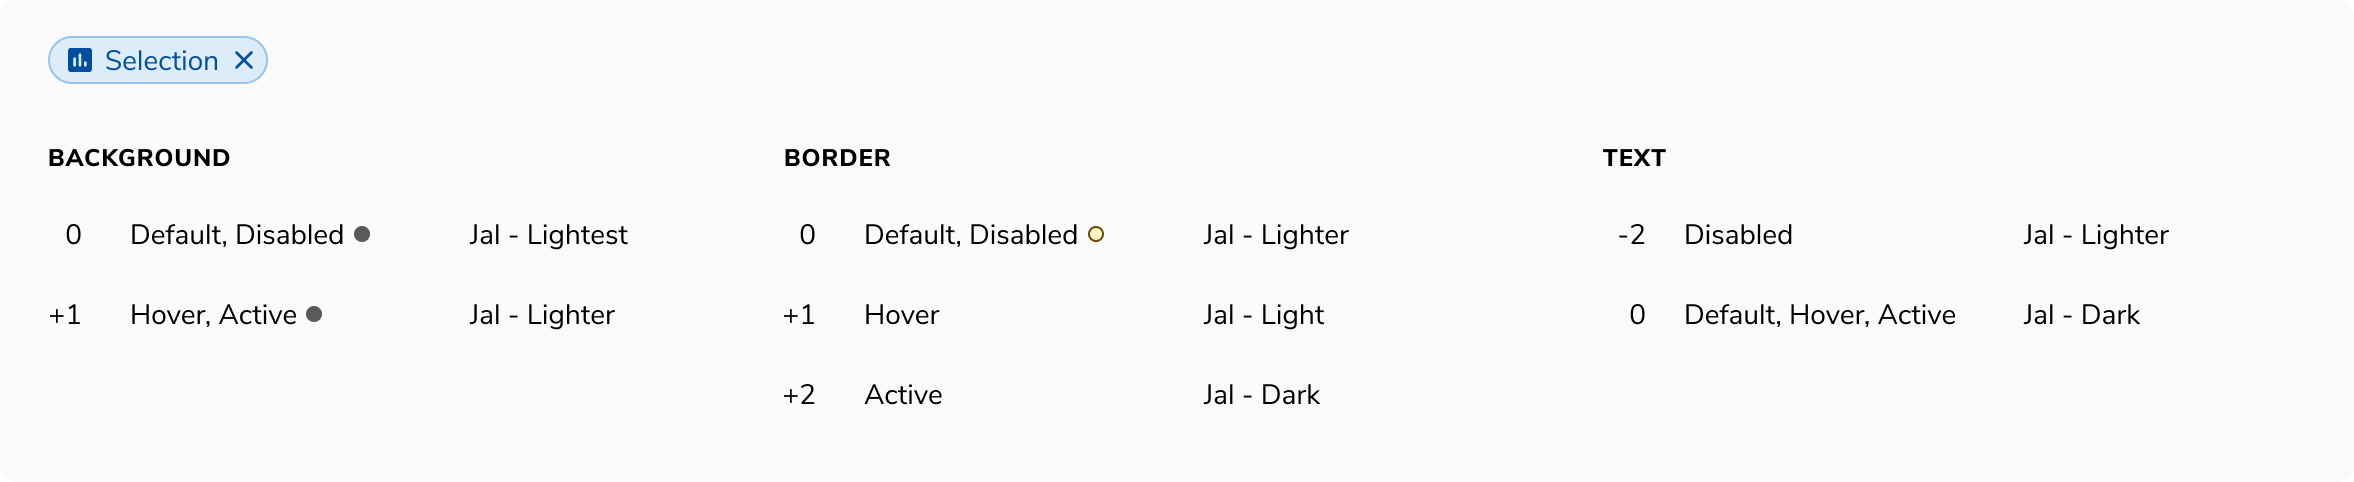 Selection
BACKGROUND
0 Default, Disabled Jal - Lightest
+1 Hover, Active Jal - Lighter
BORDER
0 Default, Disabled Jal - Lighter
+1 Hover Jal - Light
+2 Active Jal - Dark
TEXT
-2 Disabled Jal - Lighter
0 Default, Hover, Active Jal - Dark